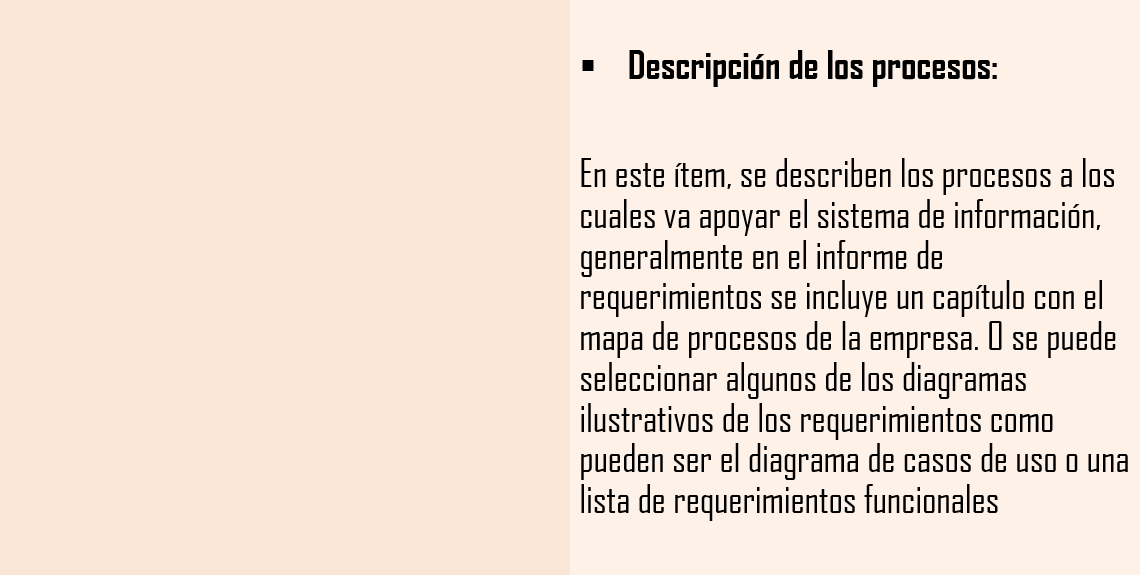 ▪ Descripción de los procesos:
En este ítem, se describen los procesos a los
cuales va apoyar el sistema de información,
generalmente en el informe de
requerimientos se incluye un capítulo con el
mapa de procesos de la empresa. O se puede
seleccionar algunos de los diagramas
ilustrativos de los requerimientos como
pueden ser el diagrama de casos de uso o una
lista de requerimientos funcionales